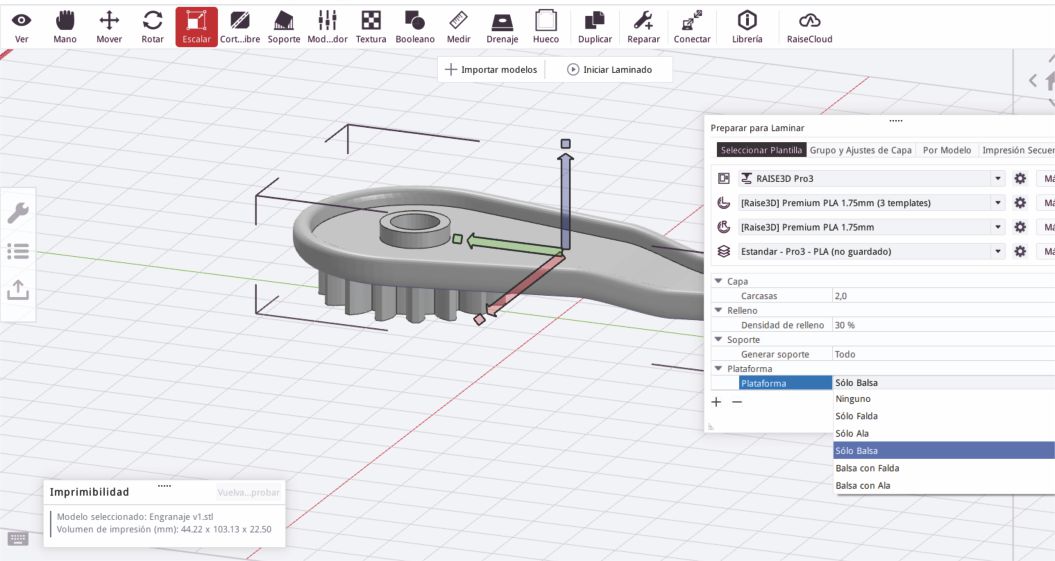 Ver Mano Mover Rotar Escalar Cort...ibre Soporte Mod...dor Textura Booleano Medir Drenaje Hueco Duplicar Reparar Conectar Librería RaiseCloud
Importar modelos Iniciar Laminado
Preparar para Laminar
Seleccionar Plantilla Grupo y Ajustes de Capa Por Modelo Impresión Secuen
RAISE3D Pro3 Má
[Raise3D] Premium PLA 1.75mm (3 templates) Má
[Raise3D] Premium PLA 1.75mm Má
Estandar - Pro3 - PLA (no guardado) Má
Capa
Carcasas 2,0
Relleno
Densidad de relleno 30 %
Soporte
Generar soporte Todo
Plataforma
Plataforma Sólo Balsa
Ninguno
Sólo Falda
Sólo Ala
Sólo Balsa
Balsa con Falda
Balsa con Ala
Imprimibilidad Vuelva...probar
Modelo seleccionado: Engranaje v1.stl
Volumen de impresión (mm): 44.22 x 103.13 x 22.50